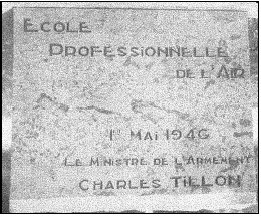 ECOLE
PROFESSIONNELLE
DE L'AIR
1ER MAI 1946
LE MINISTRE DE L'ARMEMENT
CHARLES TILLON